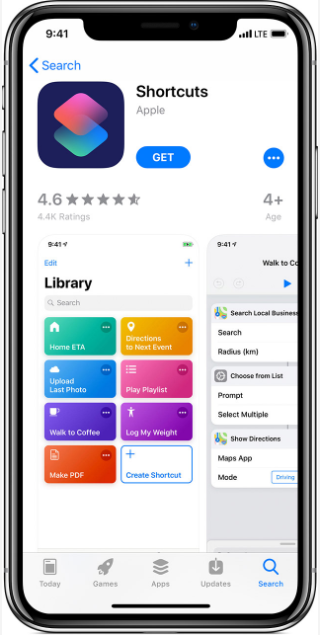 9:41
LTE
Search
Shortcuts
Apple
GET
4.6
4.4K Ratings
4+
Age
9:41
Edit
Library
Search
Home ETA
Directions
to Next Event
Upload
Last Photo
Play Playlist
Walk to Coffee
Log My Weight
Make PDF
Create Shortcut
9:41
Walk to Co
Search Local Business
Search
Radius (km)
Choose from List
Prompt
Select Multiple
Show Directions
Maps App
Mode
Driving
Today
Games
Apps
Updates
Search